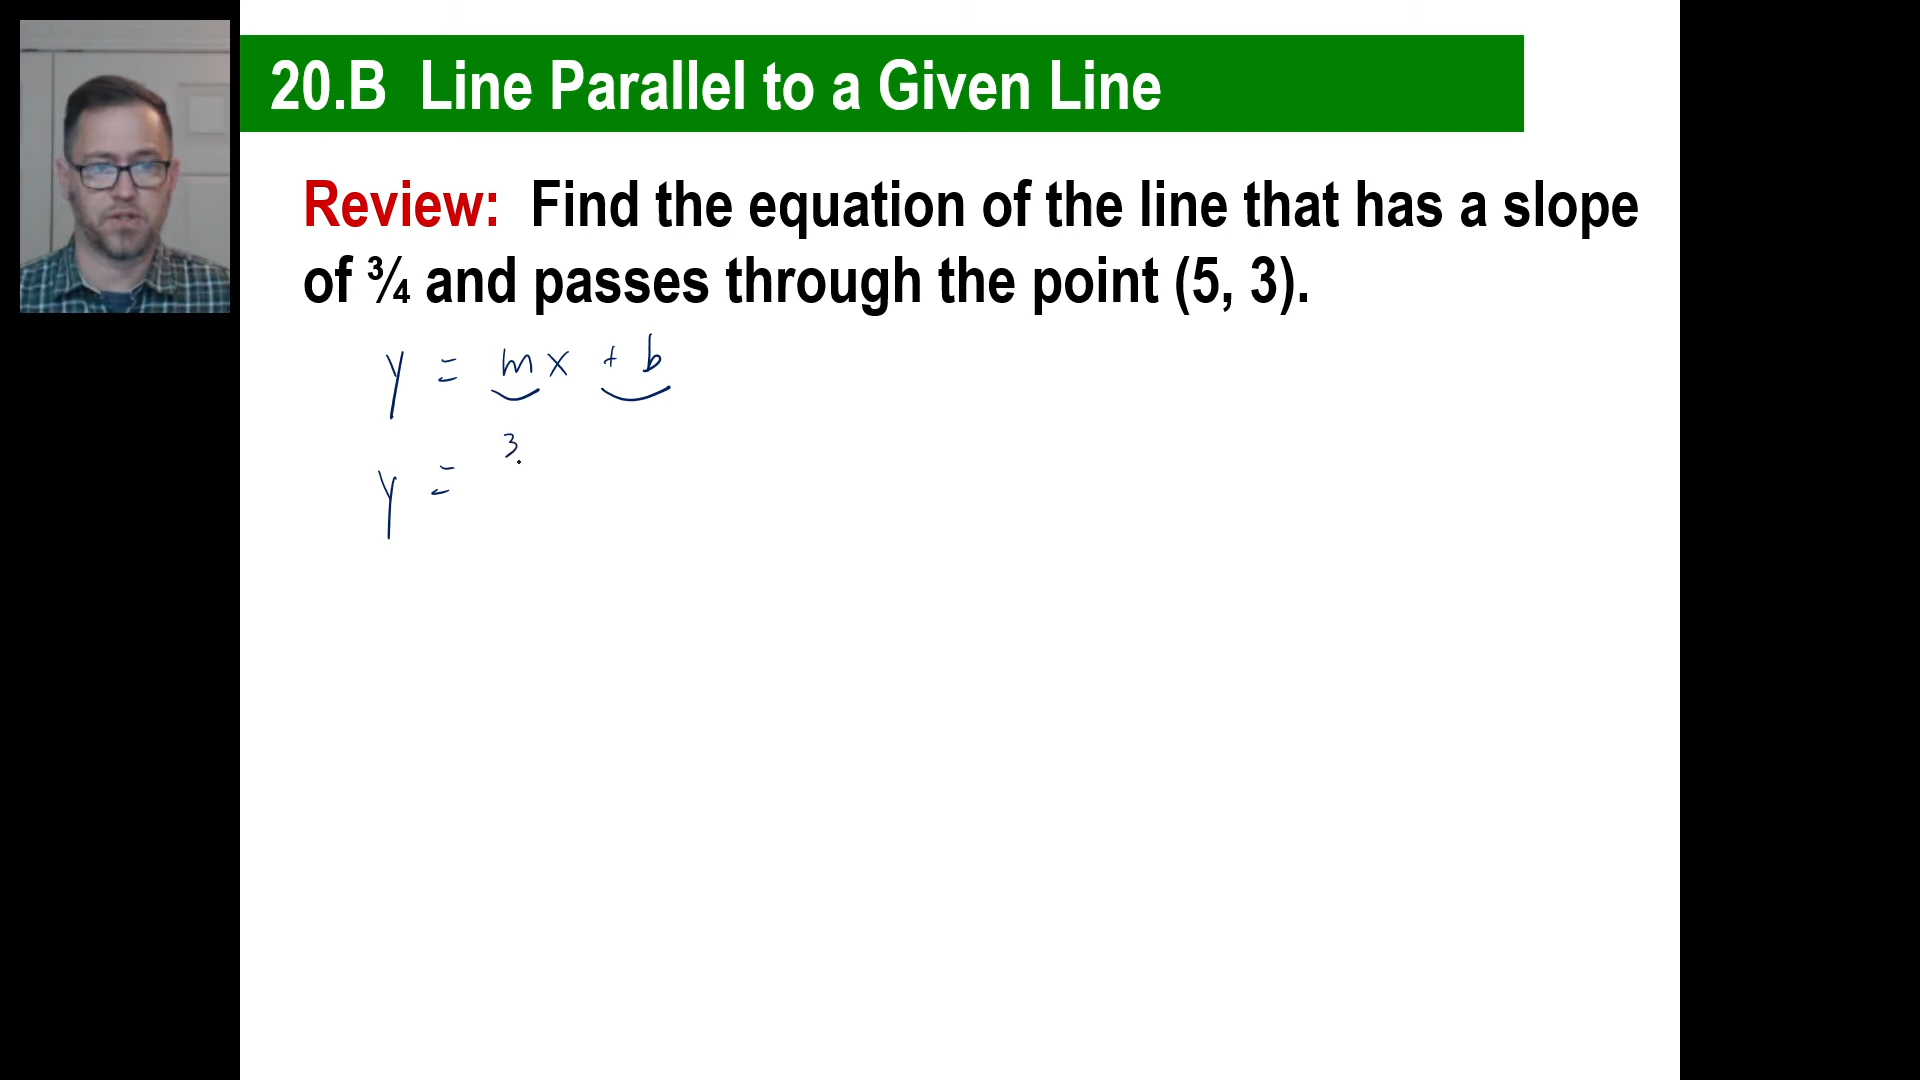 20.B Line Parallel to a Given Line
Review: Find the equation of the line that has a slope
of ¾ and passes through the point (5, 3).
y = mx + b
y = 3